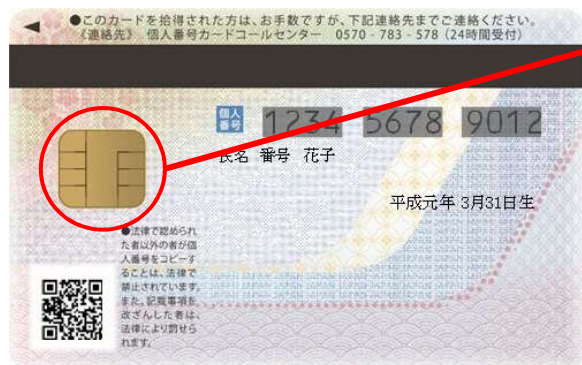 ●このカードを拾得された方は、お手数ですが、下記連絡先までご連絡ください。
《連絡先》 個人番号カードコールセンター 0570-783-578（24時間受付）
個人番号 1234 5678 9012
氏名 番号 花子
平成元年 3月31日生
●法律で認められ
た者以外の者が個
人番号をコピーす
ることは、法律で
禁止されています。
また、記載事項を
改ざんした者は、
法律により罰せら
れます。